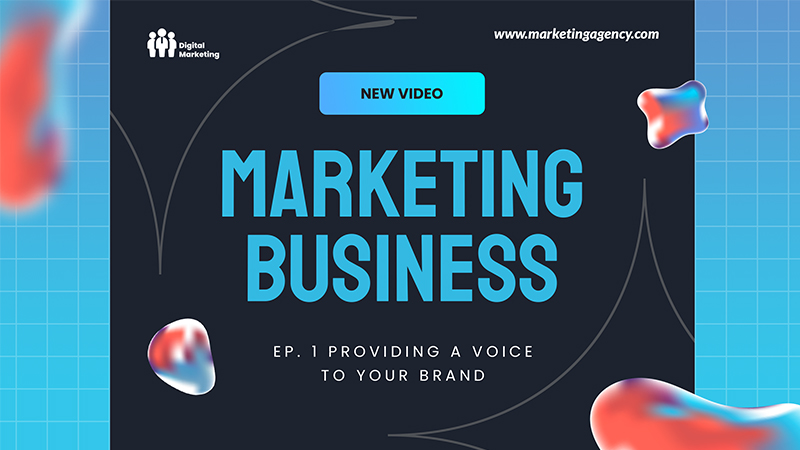 Digital
Marketing
www.marketingagency.com
NEW VIDEO
MARKETING
BUSINESS
EP. 1 PROVIDING A VOICE
TO YOUR BRAND